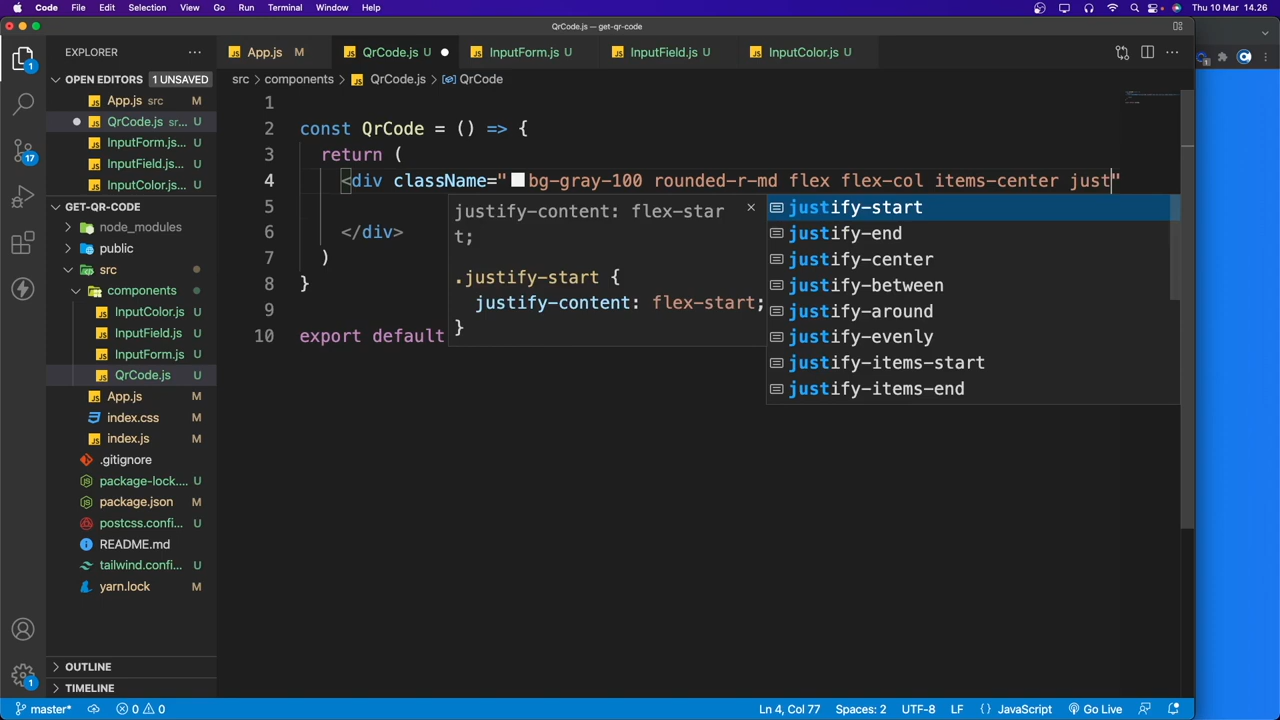 Code File Edit Selection View Go Run Terminal Window Help
Thu 10 Mar 14.26
QrCode.js — get-qr-code
EXPLORER ···
App.js M
QrCode.js U
InputForm.js U
InputField.js U
InputColor.js U
···
OPEN EDITORS 1 UNSAVED
App.js src M
QrCode.js sr... U
InputForm.js... U
InputField.js... U
InputColor.js... U
GET-QR-CODE
node_modules
public
src
components
InputColor.js U
InputField.js U
InputForm.js U
QrCode.js U
App.js M
index.css U
index.js M
.gitignore
package-lock.... U
package.json M
postcss.confi... U
README.md
tailwind.confi... U
yarn.lock M
OUTLINE
TIMELINE
1
17
1
src > components > QrCode.js > QrCode
1
2 const QrCode = () => {
3 return (
4 <div className="bg-gray-100 rounded-r-md flex flex-col items-center just"
5
6 </div>
7 )
8 }
9
10 export default
justify-content: flex-star
t;
.justify-start {
justify-content: flex-start;
}
justify-start
justify-end
justify-center
justify-between
justify-around
justify-evenly
justify-items-start
justify-items-end
master* 0 0 Ln 4, Col 77 Spaces: 2 UTF-8 LF {} JavaScript Go Live